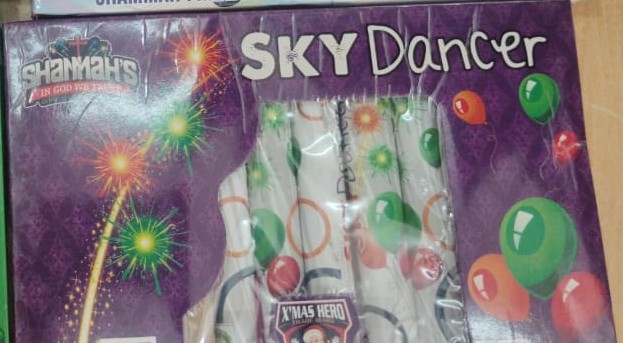 SHANMAH'S
IN GOD WE TRUST
SKY Dancer
X'MAS HERO